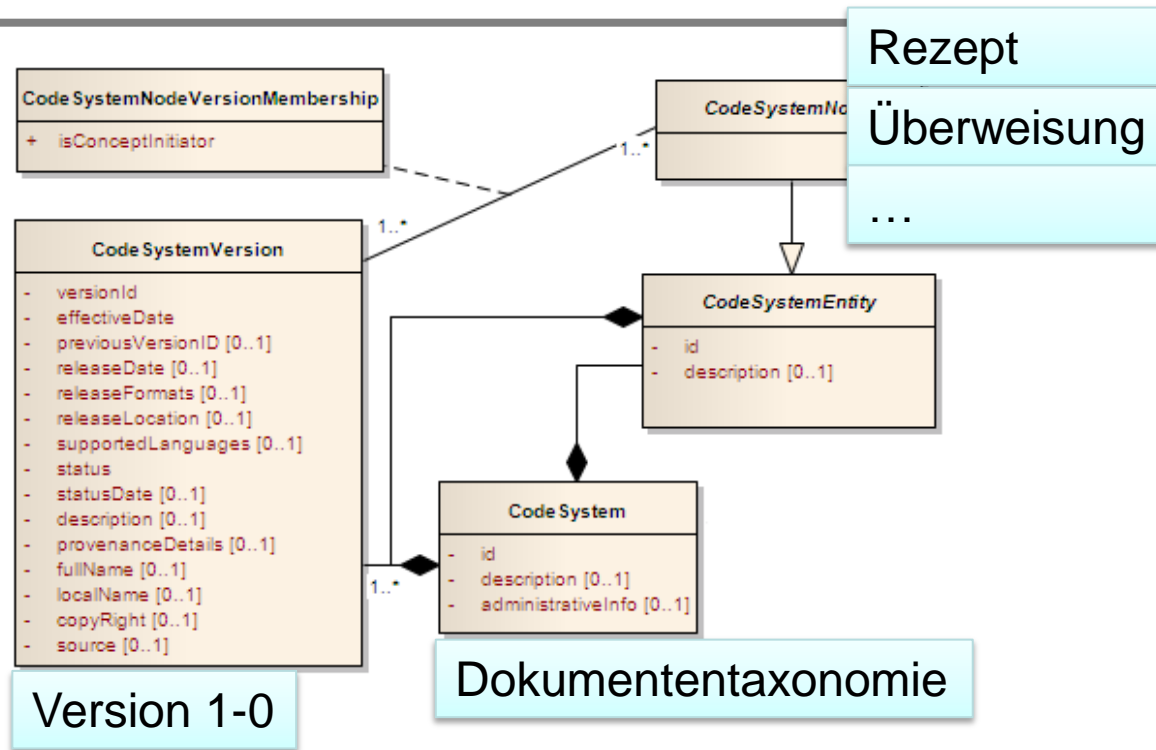 Rezept
Überweisung
…
CodeSystemNodeVersionMembership
+ isConceptInitiator
1..*
1..*
CodeSystemVersion
- versionId
- effectiveDate
- previousVersionID [0..1]
- releaseDate [0..1]
- releaseFormats [0..1]
- releaseLocation [0..1]
- supportedLanguages [0..1]
- status
- statusDate [0..1]
- description [0..1]
- provenanceDetails [0..1]
- fullName [0..1]
- localName [0..1]
- copyRight [0..1]
- source [0..1]
CodeSystemEntity
- id
- description [0..1]
1..*
CodeSystem
- id
- description [0..1]
- administrativeInfo [0..1]
Version 1-0
Dokumententaxonomie